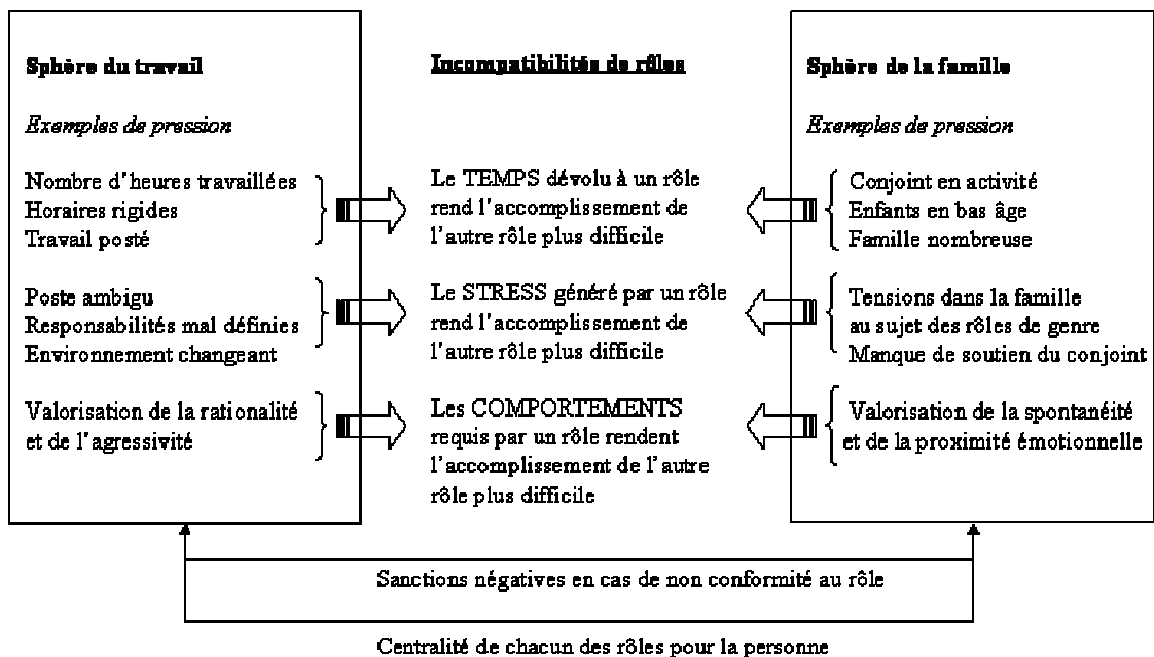 Sphère du travail
Exemples de pression
Nombre d'heures travaillées
Horaires rigides
Travail posté
Poste ambigu
Responsabilités mal définies
Environnement changeant
Valorisation de la rationalité
et de l'agressivité
Incompatibilités de rôles
Le TEMPS dévolu à un rôle
rend l'accomplissement de
l'autre rôle plus difficile
Le STRESS généré par un rôle
rend l'accomplissement de
l'autre rôle plus difficile
Les COMPORTEMENTS
requis par un rôle rendent
l'accomplissement de l'autre
rôle plus difficile
Sphère de la famille
Exemples de pression
Conjoint en activité
Enfants en bas âge
Famille nombreuse
Tensions dans la famille
au sujet des rôles de genre
Manque de soutien du conjoint
Valorisation de la spontanéité
et de la proximité émotionnelle
Sanctions négatives en cas de non conformité au rôle
Centralité de chacun des rôles pour la personne